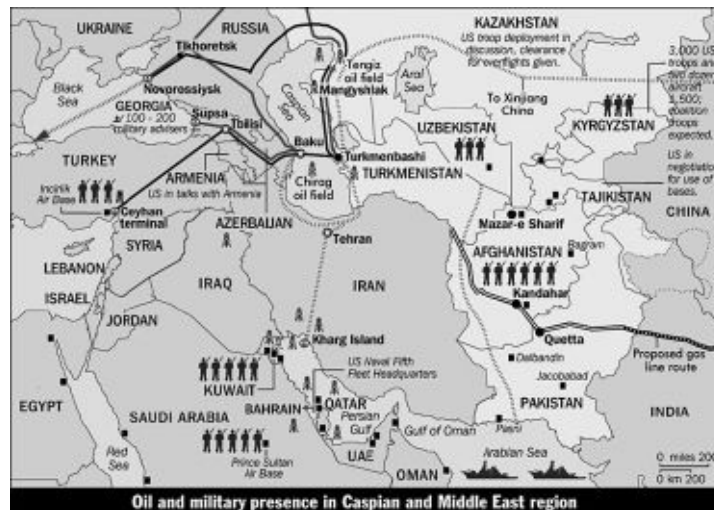 UKRAINE
RUSSIA
KAZAKHSTAN
US troop deployment in
discussion, clearance
for overflights given.
3,000 US
troops and
aircraft
coalition
troops
expected.
Tikhoretsk
Black
Sea
Novorossiysk
Caspian
Sea
Tengiz
oil field
Mangyshlak
Aral
Sea
To Xinjiang
China
GEORGIA
100 - 200
military advisers
Supsa
Tbilisi
UZBEKISTAN
KYRGYZSTAN
US in
negotiation
for use of
bases.
TURKEY
ARMENIA
US in talks with Armenia
Baku
Turkmenbashi
TURKMENISTAN
TAJIKISTAN
CHINA
Incirlik
Air Base
Ceyhan
terminal
Chirag
oil field
AZERBAIJAN
Nazar-e Sharif
SYRIA
Tehran
AFGHANISTAN
Bagram
LEBANON
ISRAEL
IRAQ
IRAN
Kandahar
JORDAN
Kharg Island
Quetta
Proposed gas
line route
KUWAIT
US Naval Fifth
Fleet Headquarters
Dalbandin
Jacobabad
EGYPT
SAUDI ARABIA
BAHRAIN
QATAR
Persian
Gulf
Gulf of Oman
Pasni
PAKISTAN
INDIA
Red
Sea
Prince Sultan
Air Base
UAE
OMAN
Arabian Sea
0 miles 200
0 km 200
Oil and military presence in Caspian and Middle East region